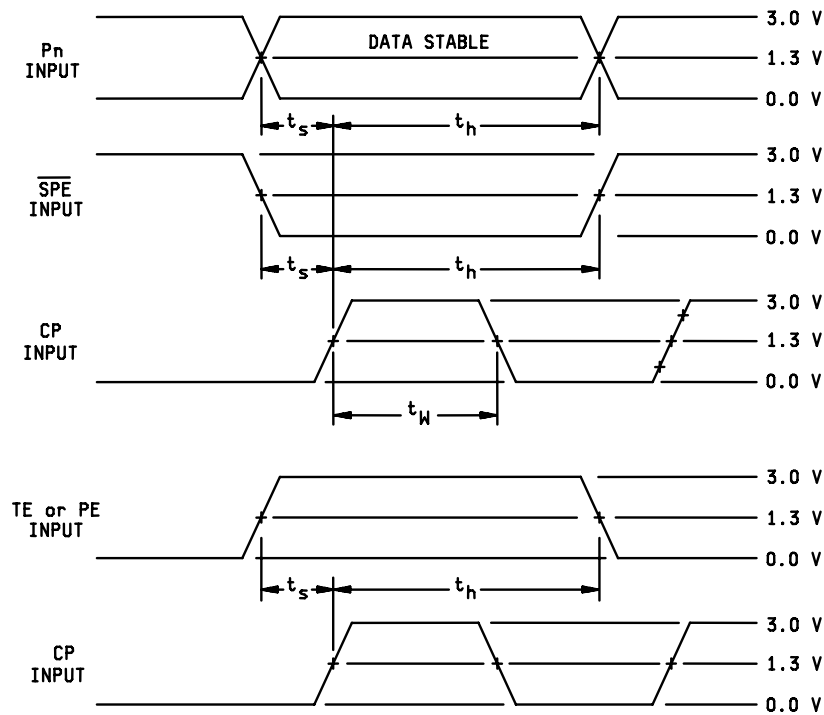 3.0 V
Pn
INPUT
DATA STABLE
1.3 V
0.0 V
ts
th
3.0 V
SPE
INPUT
1.3 V
0.0 V
ts
th
3.0 V
CP
INPUT
1.3 V
0.0 V
tW
3.0 V
TE or PE
INPUT
1.3 V
0.0 V
ts
th
3.0 V
CP
INPUT
1.3 V
0.0 V